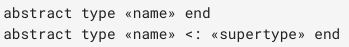 abstract type «name» end
abstract type «name» <: «supertype» end